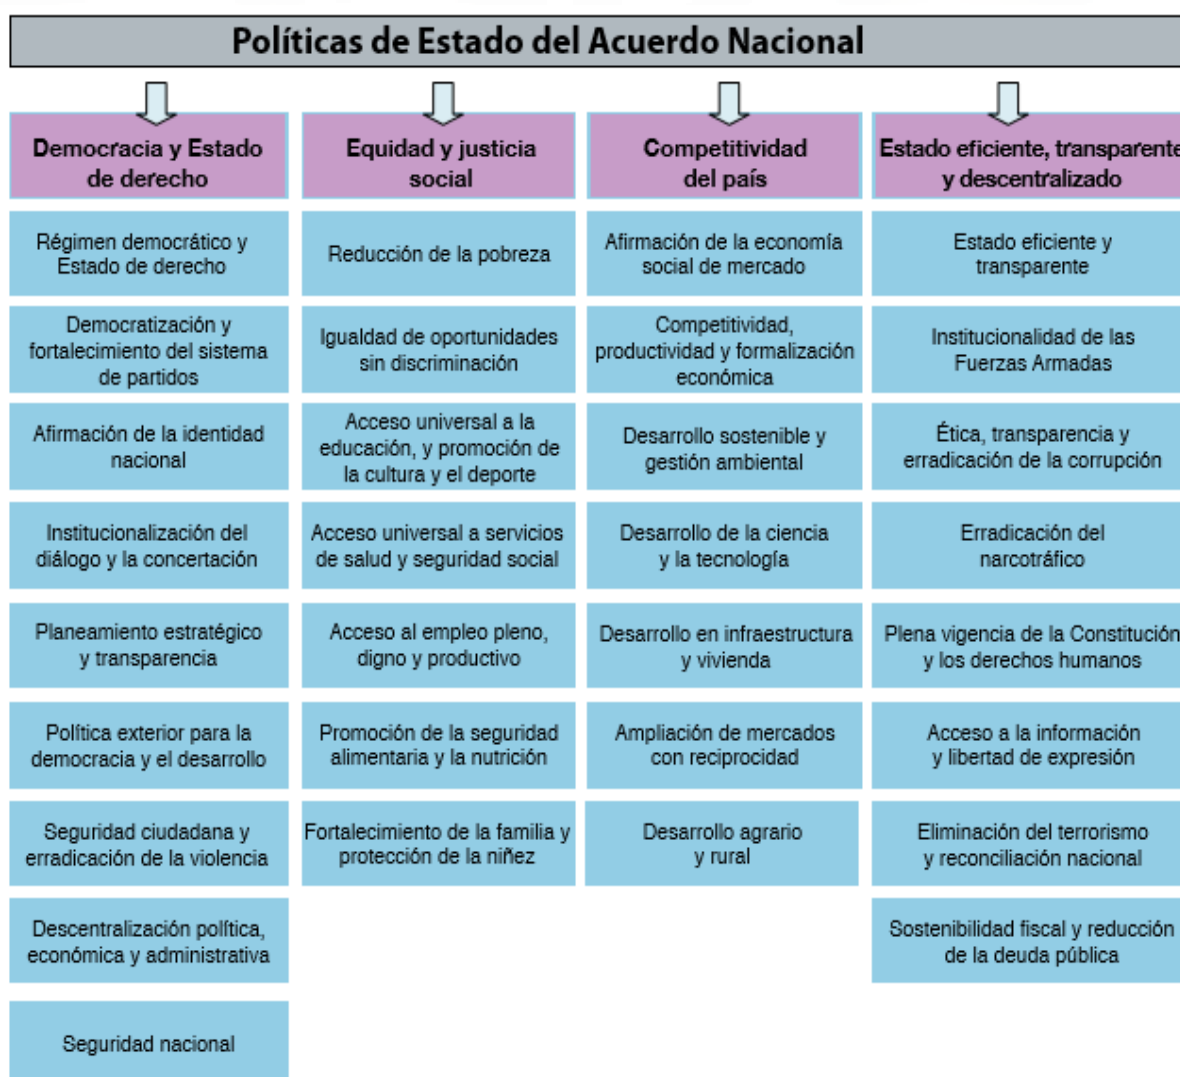 Políticas de Estado del Acuerdo Nacional
Democracia y Estado
de derecho
Régimen democrático y
Estado de derecho
Democratización y
fortalecimiento del sistema
de partidos
Afirmación de la identidad
nacional
Institucionalización del
diálogo y la concertación
Planeamiento estratégico
y transparencia
Política exterior para la
democracia y el desarrollo
Seguridad ciudadana y
erradicación de la violencia
Descentralización política,
económica y administrativa
Seguridad nacional
Equidad y justicia
social
Reducción de la pobreza
Igualdad de oportunidades
sin discriminación
Acceso universal a la
educación, y promoción de
la cultura y el deporte
Acceso universal a servicios
de salud y seguridad social
Acceso al empleo pleno,
digno y productivo
Promoción de la seguridad
alimentaria y la nutrición
Fortalecimiento de la familia y
protección de la niñez
Competitividad
del país
Afirmación de la economía
social de mercado
Competitividad,
productividad y formalización
económica
Desarrollo sostenible y
gestión ambiental
Desarrollo de la ciencia
y la tecnología
Desarrollo en infraestructura
y vivienda
Ampliación de mercados
con reciprocidad
Desarrollo agrario
y rural
Estado eficiente, transparente
y descentralizado
Estado eficiente y
transparente
Institucionalidad de las
Fuerzas Armadas
Ética, transparencia y
erradicación de la corrupción
Erradicación del
narcotráfico
Plena vigencia de la Constitución
y los derechos humanos
Acceso a la información
y libertad de expresión
Eliminación del terrorismo
y reconciliación nacional
Sostenibilidad fiscal y reducción
de la deuda pública